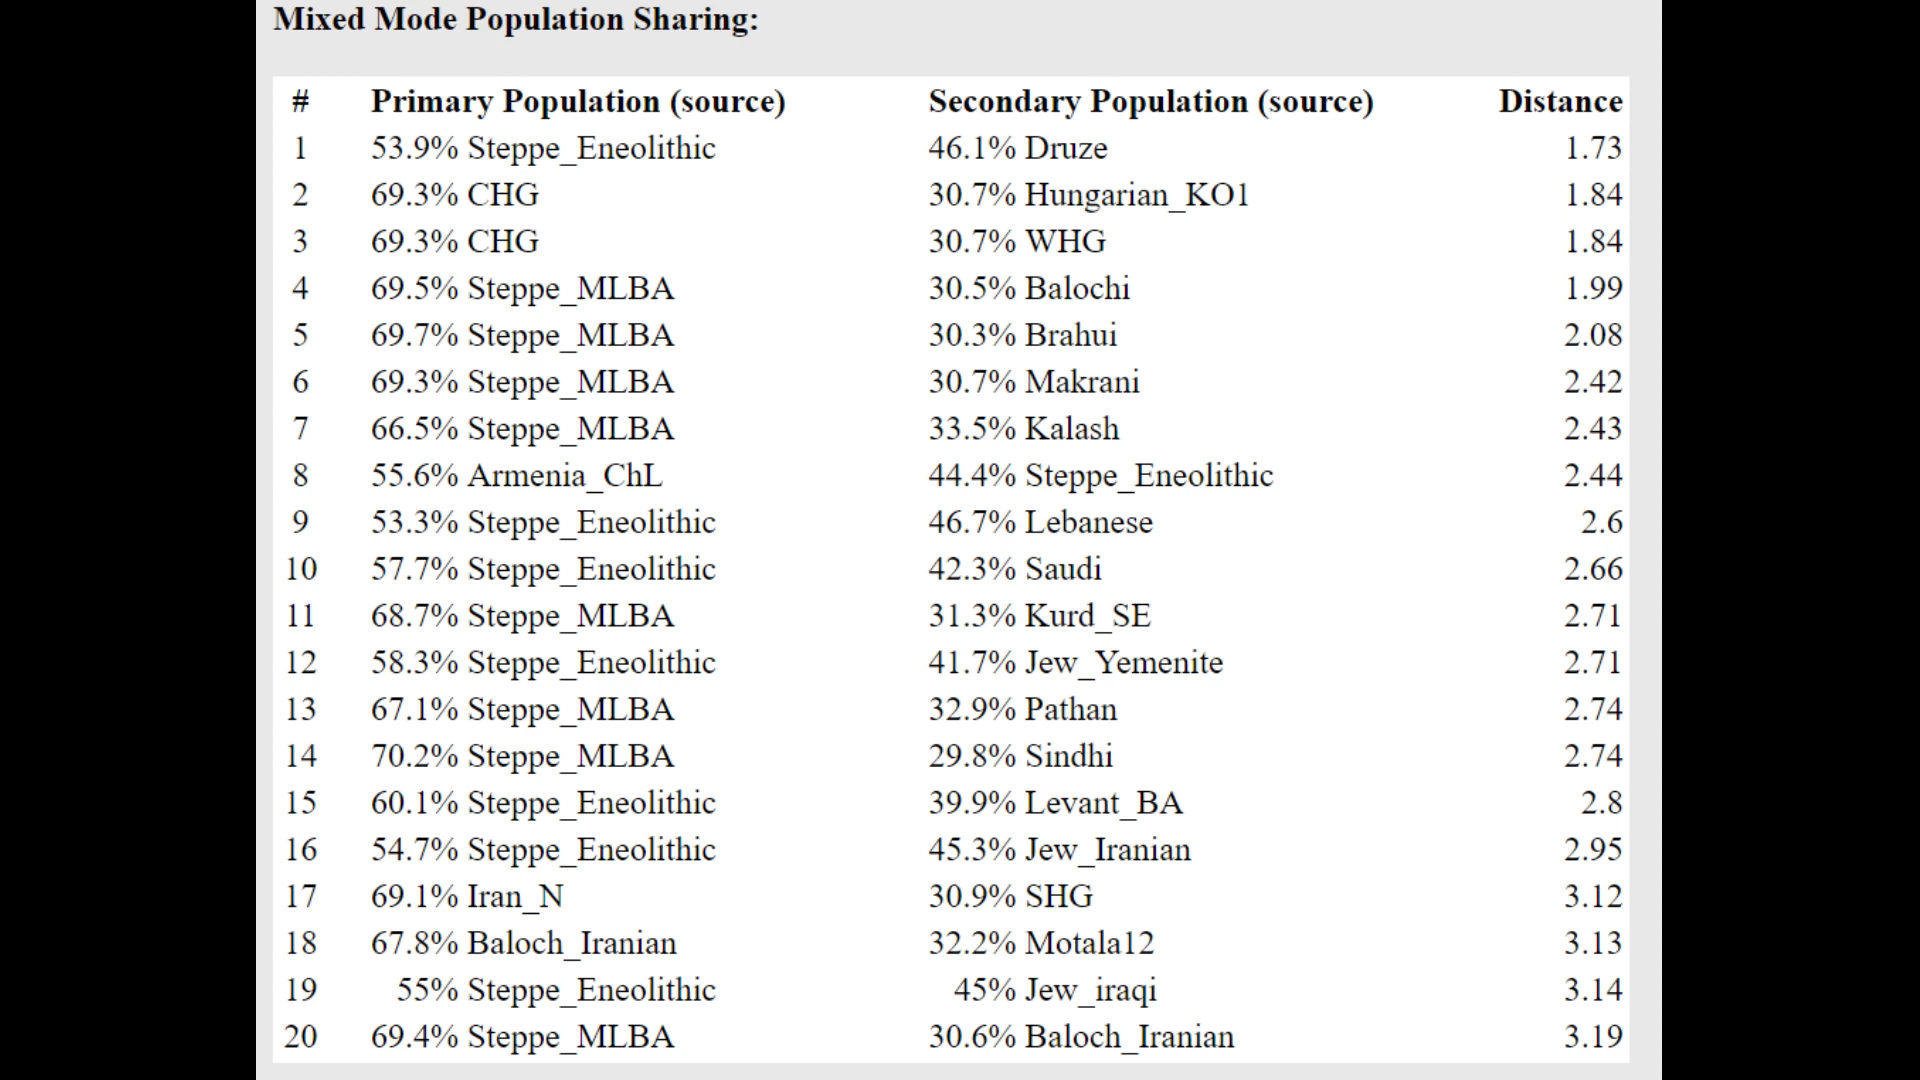 Mixed Mode Population Sharing:
# Primary Population (source) Secondary Population (source) Distance
1 53.9% Steppe_Eneolithic 46.1% Druze 1.73
2 69.3% CHG 30.7% Hungarian_KO1 1.84
3 69.3% CHG 30.7% WHG 1.84
4 69.5% Steppe_MLBA 30.5% Balochi 1.99
5 69.7% Steppe_MLBA 30.3% Brahui 2.08
6 69.3% Steppe_MLBA 30.7% Makrani 2.42
7 66.5% Steppe_MLBA 33.5% Kalash 2.43
8 55.6% Armenia_ChL 44.4% Steppe_Eneolithic 2.44
9 53.3% Steppe_Eneolithic 46.7% Lebanese 2.6
10 57.7% Steppe_Eneolithic 42.3% Saudi 2.66
11 68.7% Steppe_MLBA 31.3% Kurd_SE 2.71
12 58.3% Steppe_Eneolithic 41.7% Jew_Yemenite 2.71
13 67.1% Steppe_MLBA 32.9% Pathan 2.74
14 70.2% Steppe_MLBA 29.8% Sindhi 2.74
15 60.1% Steppe_Eneolithic 39.9% Levant_BA 2.8
16 54.7% Steppe_Eneolithic 45.3% Jew_Iranian 2.95
17 69.1% Iran_N 30.9% SHG 3.12
18 67.8% Baloch_Iranian 32.2% Motala12 3.13
19 55% Steppe_Eneolithic 45% Jew_iraqi 3.14
20 69.4% Steppe_MLBA 30.6% Baloch_Iranian 3.19